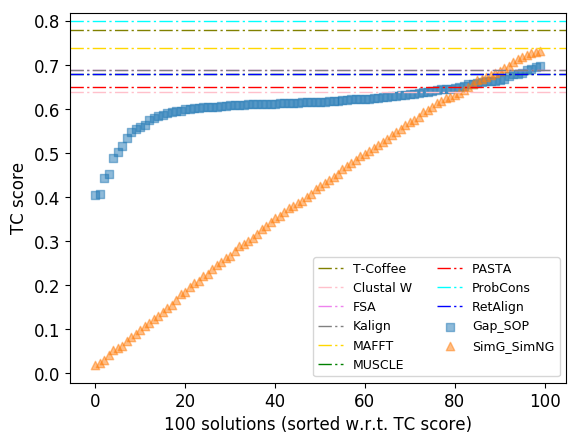 0.8
0.7
0.6
0.5
0.4
0.3
0.2
0.1
0.0
TC score
0
20
40
60
80
100
100 solutions (sorted w.r.t. TC score)
T-Coffee
Clustal W
FSA
Kalign
MAFFT
MUSCLE
PASTA
ProbCons
RetAlign
Gap_SOP
SimG_SimNG